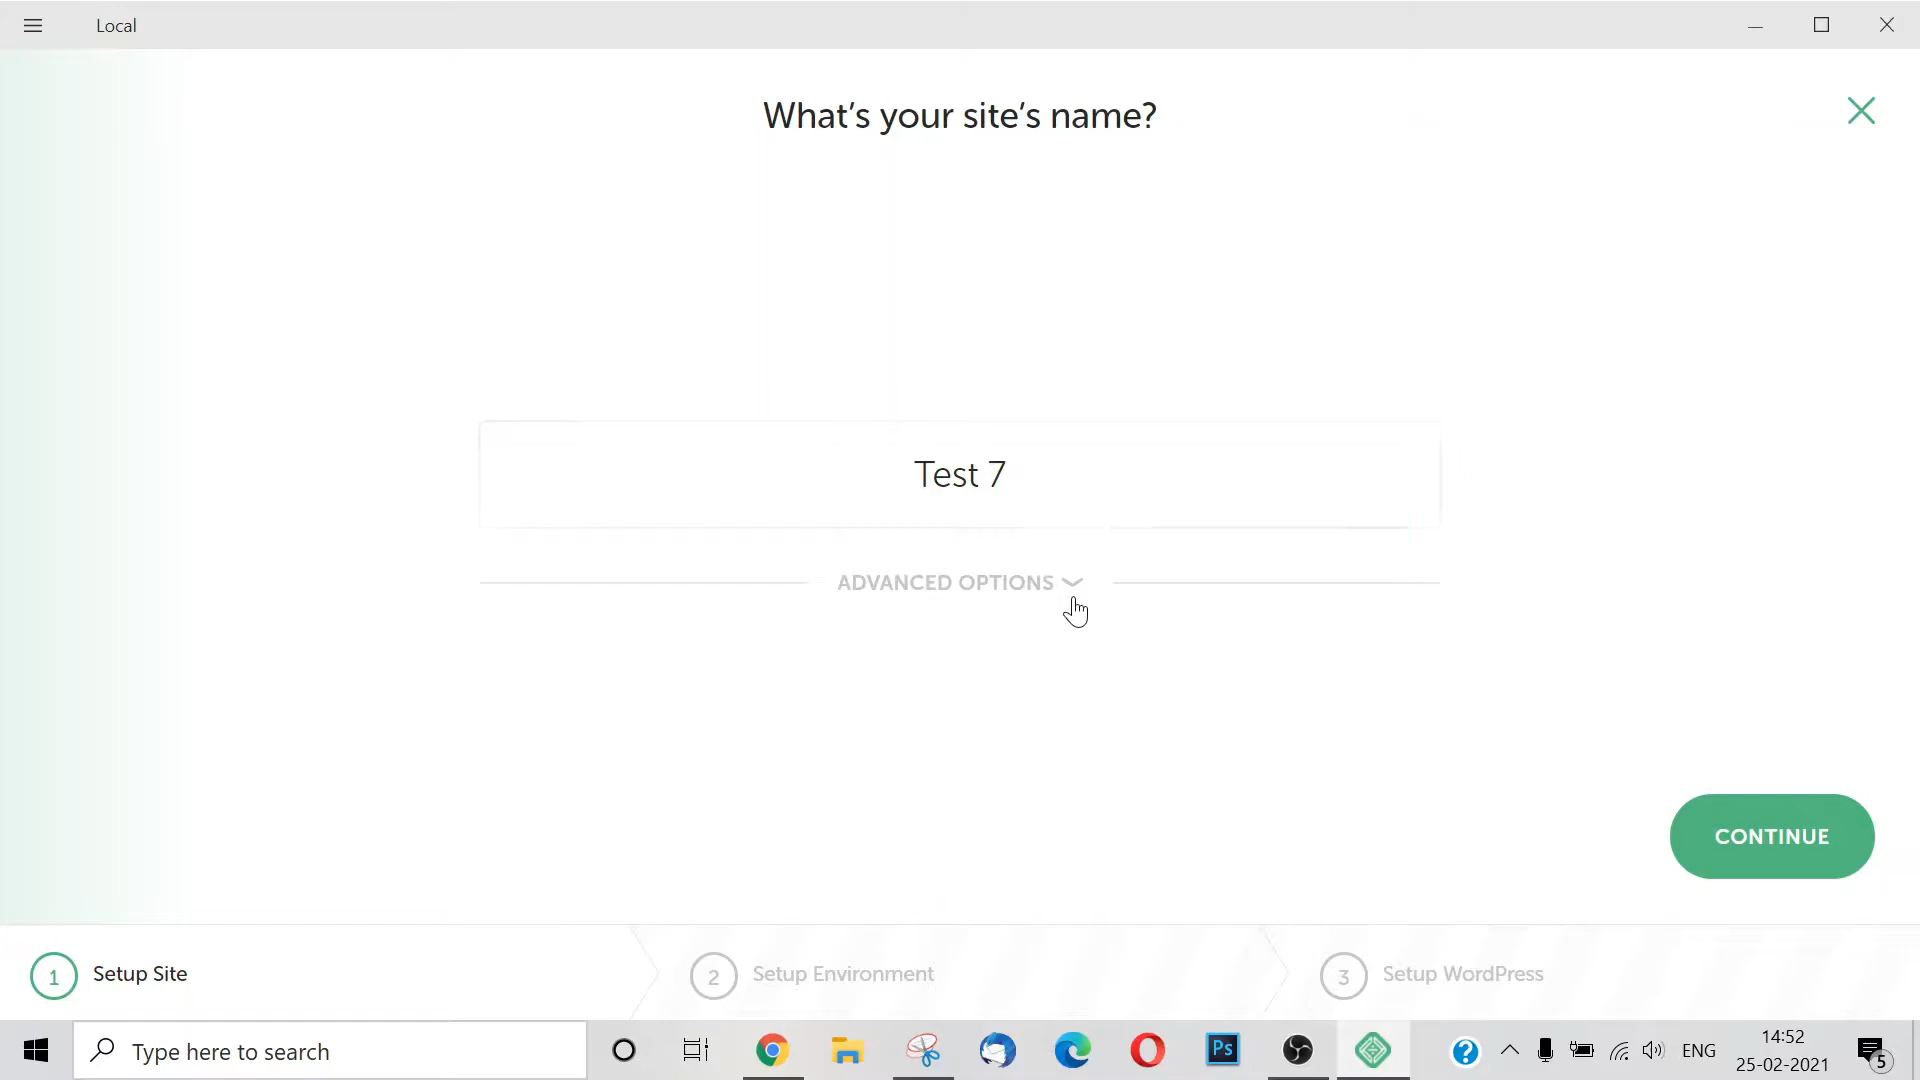 Local
What's your site's name?
Test 7
ADVANCED OPTIONS
CONTINUE
1 Setup Site
2 Setup Environment
3 Setup WordPress
Type here to search
Ps
?
ENG
14:52
25-02-2021
5